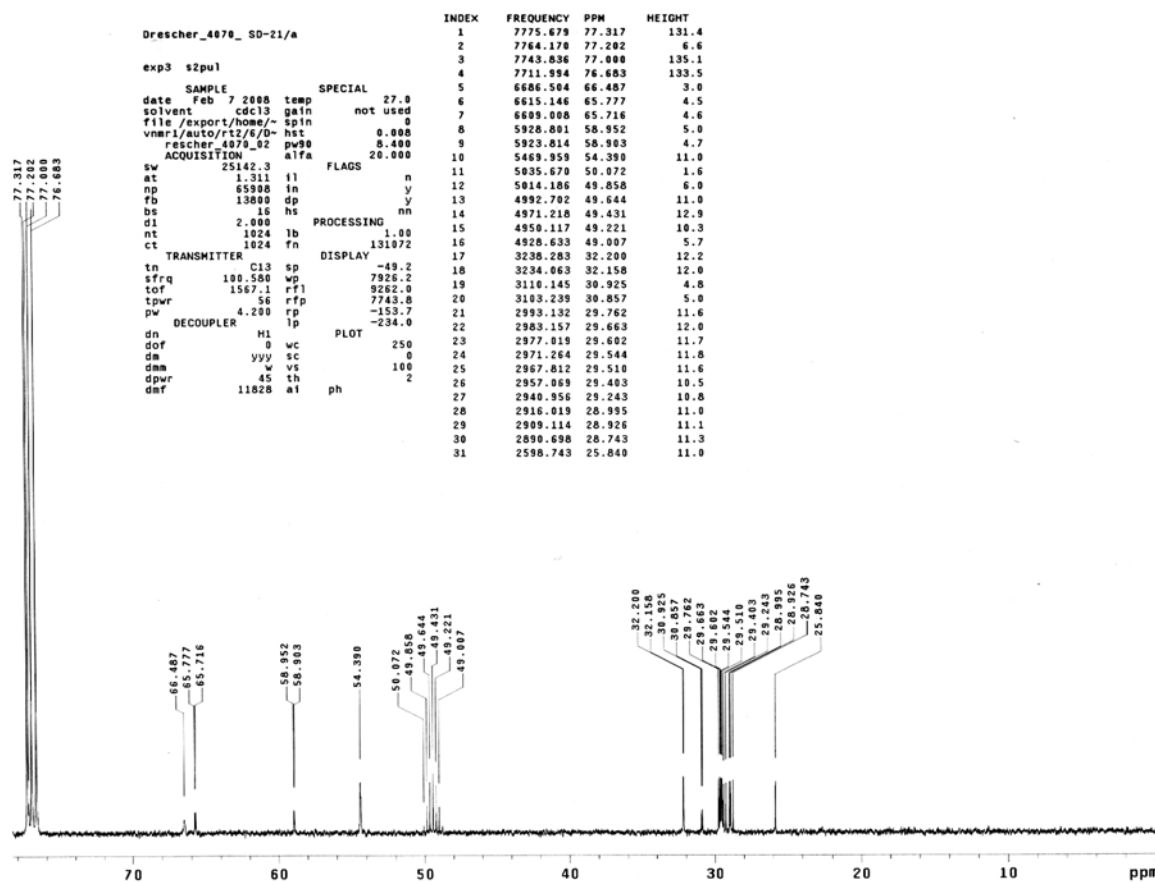 Drescher_4070_ SD-21/a
exp3 s2pul
SAMPLE SPECIAL
date Feb 7 2008 temp 27.0
solvent cdcl3 gain not used
file /export/home/~ spin 0
vnmr1/auto/rt2/6/D~ hst 0.008
rescher_4070_02 pw90 8.400
ACQUISITION alfa 20.000
sw 25142.3 FLAGS
at 1.311 il n
np 65908 in y
fb 13800 dp y
bs 16 hs nn
d1 2.000 PROCESSING
nt 1024 lb 1.00
ct 1024 fn 131072
TRANSMITTER DISPLAY
tn C13 sp -49.2
sfrq 100.580 wp 7926.2
tof 1567.1 rfl 9262.0
tpwr 56 rfp 7743.8
pw 4.200 rp -153.7
DECOUPLER lp -234.0
dn H1 PLOT
dof 0 wc 250
dm yyy sc 0
dmm w vs 100
dpwr 45 th 2
dmf 11828 ai ph
INDEX FREQUENCY PPM HEIGHT
1 7775.679 77.317 131.4
2 7764.170 77.202 6.6
3 7743.836 77.000 135.1
4 7711.994 76.683 133.5
5 6686.504 66.487 3.0
6 6615.146 65.777 4.5
7 6609.008 65.716 4.6
8 5928.801 58.952 5.0
9 5923.814 58.903 4.7
10 5469.959 54.390 11.0
11 5035.670 50.072 1.6
12 5014.186 49.858 6.0
13 4992.702 49.644 11.0
14 4971.218 49.431 12.9
15 4950.117 49.221 10.3
16 4928.633 49.007 5.7
17 3238.283 32.200 12.2
18 3234.063 32.158 12.0
19 3110.145 30.925 4.8
20 3103.239 30.857 5.0
21 2993.132 29.762 11.6
22 2983.157 29.663 12.0
23 2977.019 29.602 11.7
24 2971.264 29.544 11.8
25 2967.812 29.510 11.6
26 2957.069 29.403 10.5
27 2940.956 29.243 10.8
28 2916.019 28.995 11.0
29 2909.114 28.926 11.1
30 2890.698 28.743 11.3
31 2598.743 25.840 11.0
77.317
77.202
77.000
76.683
66.487
65.777
65.716
58.952
58.903
54.390
50.072
49.858
49.644
49.431
49.221
49.007
32.200
32.158
30.925
30.857
29.762
29.663
29.602
29.544
29.510
29.403
29.243
28.995
28.926
28.743
25.840
70 60 50 40 30 20 10 ppm